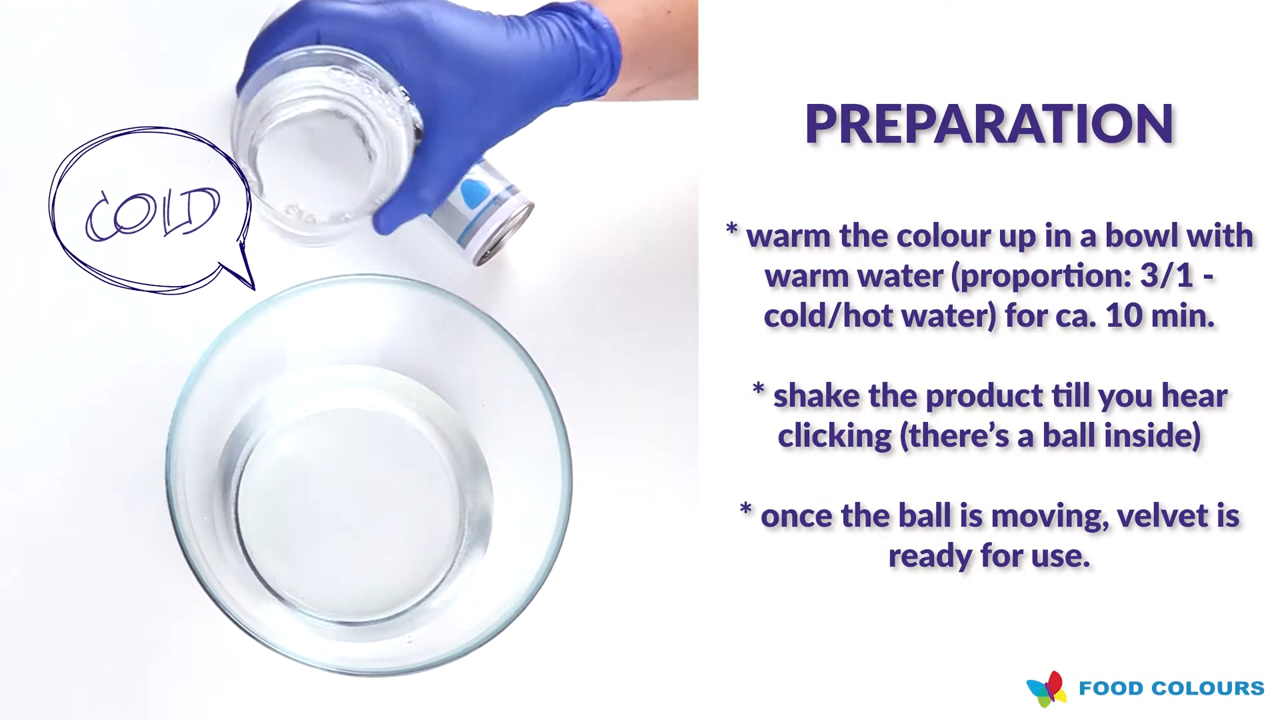 COLD
PREPARATION
* warm the colour up in a bowl with
warm water (proportion: 3/1 -
cold/hot water) for ca. 10 min.
* shake the product till you hear
clicking (there's a ball inside)
* once the ball is moving, velvet is
ready for use.
FOOD COLOURS